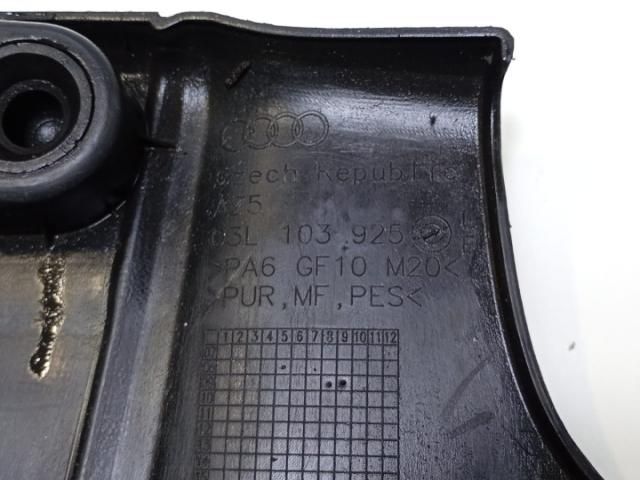 Czech Republic
03L 103 925
>PA6 GF10 M20<
>PUR, MF, PES<
1 2 3 4 5 6 7 8 9 10 11 12